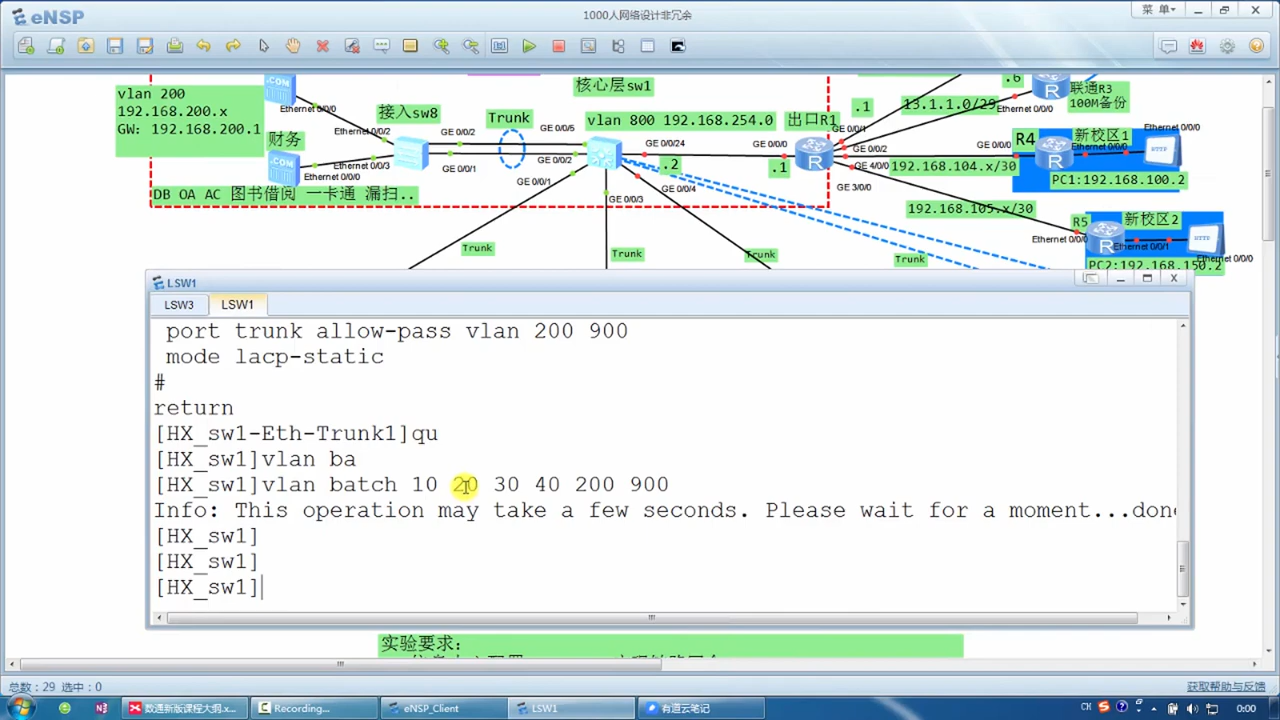 eNSP
1000人网络设计非冗余
菜 单
vlan 200
192.168.200.x
GW: 192.168.200.1
Ethernet 0/0/0
财务
Ethernet 0/0/0
接入sw8
Ethernet 0/0/2
Ethernet 0/0/3
GE 0/0/2
GE 0/0/1
Trunk
GE 0/0/5
GE 0/0/2
GE 0/0/1
核心层sw1
vlan 800 192.168.254.0
出口R1
GE 0/0/24
.2
GE 0/0/4
GE 0/0/3
GE 0/0/0
.1
.1
GE 0/0/1
GE 0/0/2
GE 4/0/0
GE 3/0/0
13.1.1.0/29
.6
联通R3
100M备份
192.168.104.x/30
R4
GE 0/0/0
新校区1
Ethernet 0/0/1
Ethernet 0/0/0
PC1:192.168.100.2
192.168.105.x/30
R5
Ethernet 0/0/0
新校区2
Ethernet 0/0/1
Ethernet 0/0/0
PC2:192.168.150.2
DB OA AC 图书借阅 一卡通 漏扫..
Trunk
Trunk
Trunk
Trunk
LSW1
LSW3
LSW1
port trunk allow-pass vlan 200 900
mode lacp-static
#
return
[HX_sw1-Eth-Trunk1]qu
[HX_sw1]vlan ba
[HX_sw1]vlan batch 10 20 30 40 200 900
Info: This operation may take a few seconds. Please wait for a moment...done
[HX_sw1]
[HX_sw1]
[HX_sw1]
实验要求:
总数: 29 选中: 0
获取帮助与反馈
数通新版课程大纲.x...
Recording...
eNSP_Client
LSW1
有道云笔记
CH
0:00